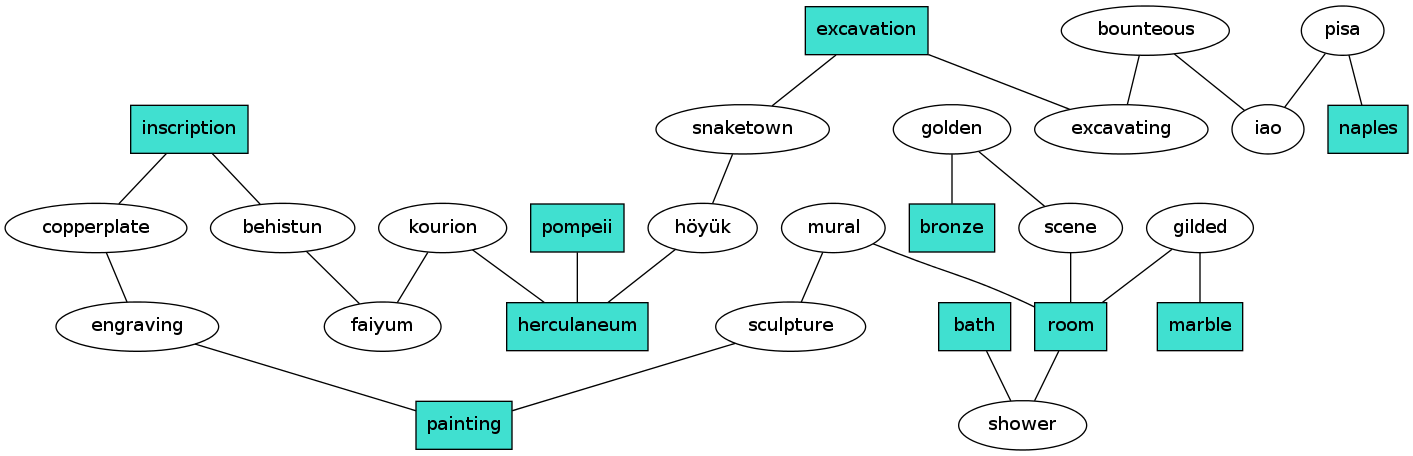 excavation
bounteous
pisa
inscription
snaketown
golden
excavating
iao
naples
copperplate
behistun
kourion
pompeii
höyük
mural
bronze
scene
gilded
engraving
faiyum
herculaneum
sculpture
bath
room
marble
painting
shower